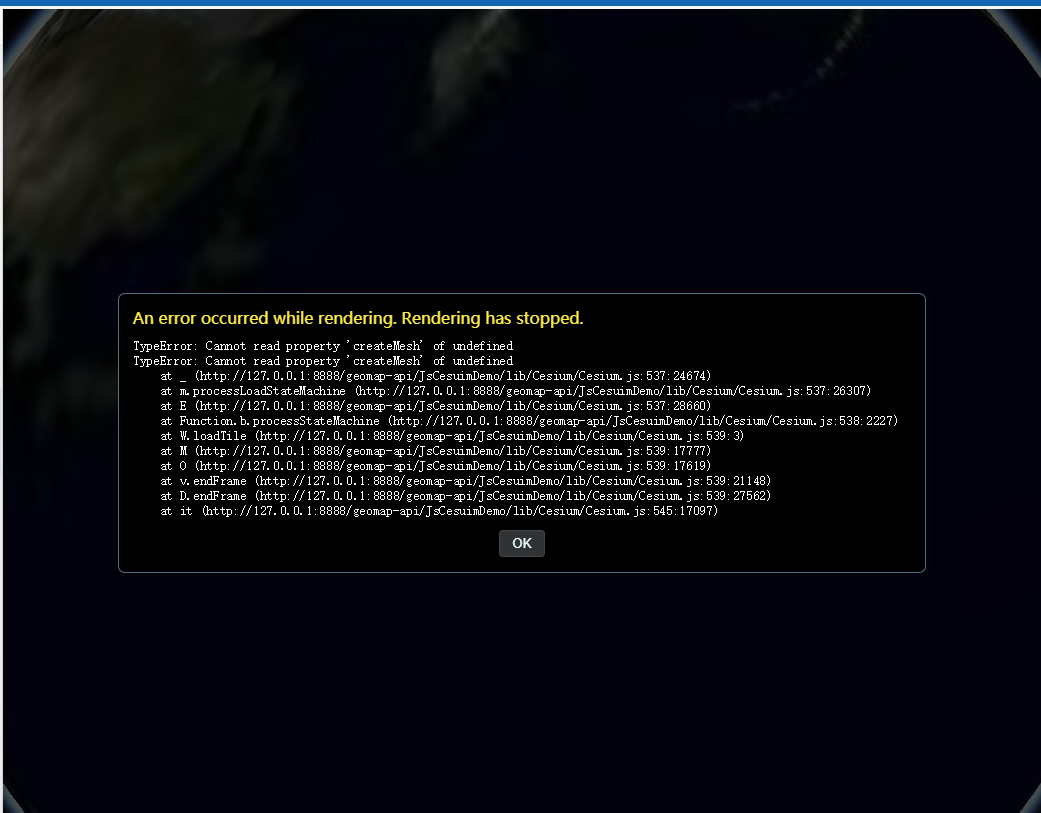 An error occurred while rendering. Rendering has stopped.
TypeError: Cannot read property 'createMesh' of undefined
TypeError: Cannot read property 'createMesh' of undefined
at _ (http://127.0.0.1:8888/geomap-api/JsCesuimDemo/lib/Cesium/Cesium.js:537:24674)
at m.processLoadStateMachine (http://127.0.0.1:8888/geomap-api/JsCesuimDemo/lib/Cesium/Cesium.js:537:26307)
at E (http://127.0.0.1:8888/geomap-api/JsCesuimDemo/lib/Cesium/Cesium.js:537:28660)
at Function.b.processStateMachine (http://127.0.0.1:8888/geomap-api/JsCesuimDemo/lib/Cesium/Cesium.js:538:2227)
at W.loadTile (http://127.0.0.1:8888/geomap-api/JsCesuimDemo/lib/Cesium/Cesium.js:539:3)
at M (http://127.0.0.1:8888/geomap-api/JsCesuimDemo/lib/Cesium/Cesium.js:539:17777)
at O (http://127.0.0.1:8888/geomap-api/JsCesuimDemo/lib/Cesium/Cesium.js:539:17619)
at v.endFrame (http://127.0.0.1:8888/geomap-api/JsCesuimDemo/lib/Cesium/Cesium.js:539:21148)
at D.endFrame (http://127.0.0.1:8888/geomap-api/JsCesuimDemo/lib/Cesium/Cesium.js:539:27562)
at it (http://127.0.0.1:8888/geomap-api/JsCesuimDemo/lib/Cesium/Cesium.js:545:17097)
OK